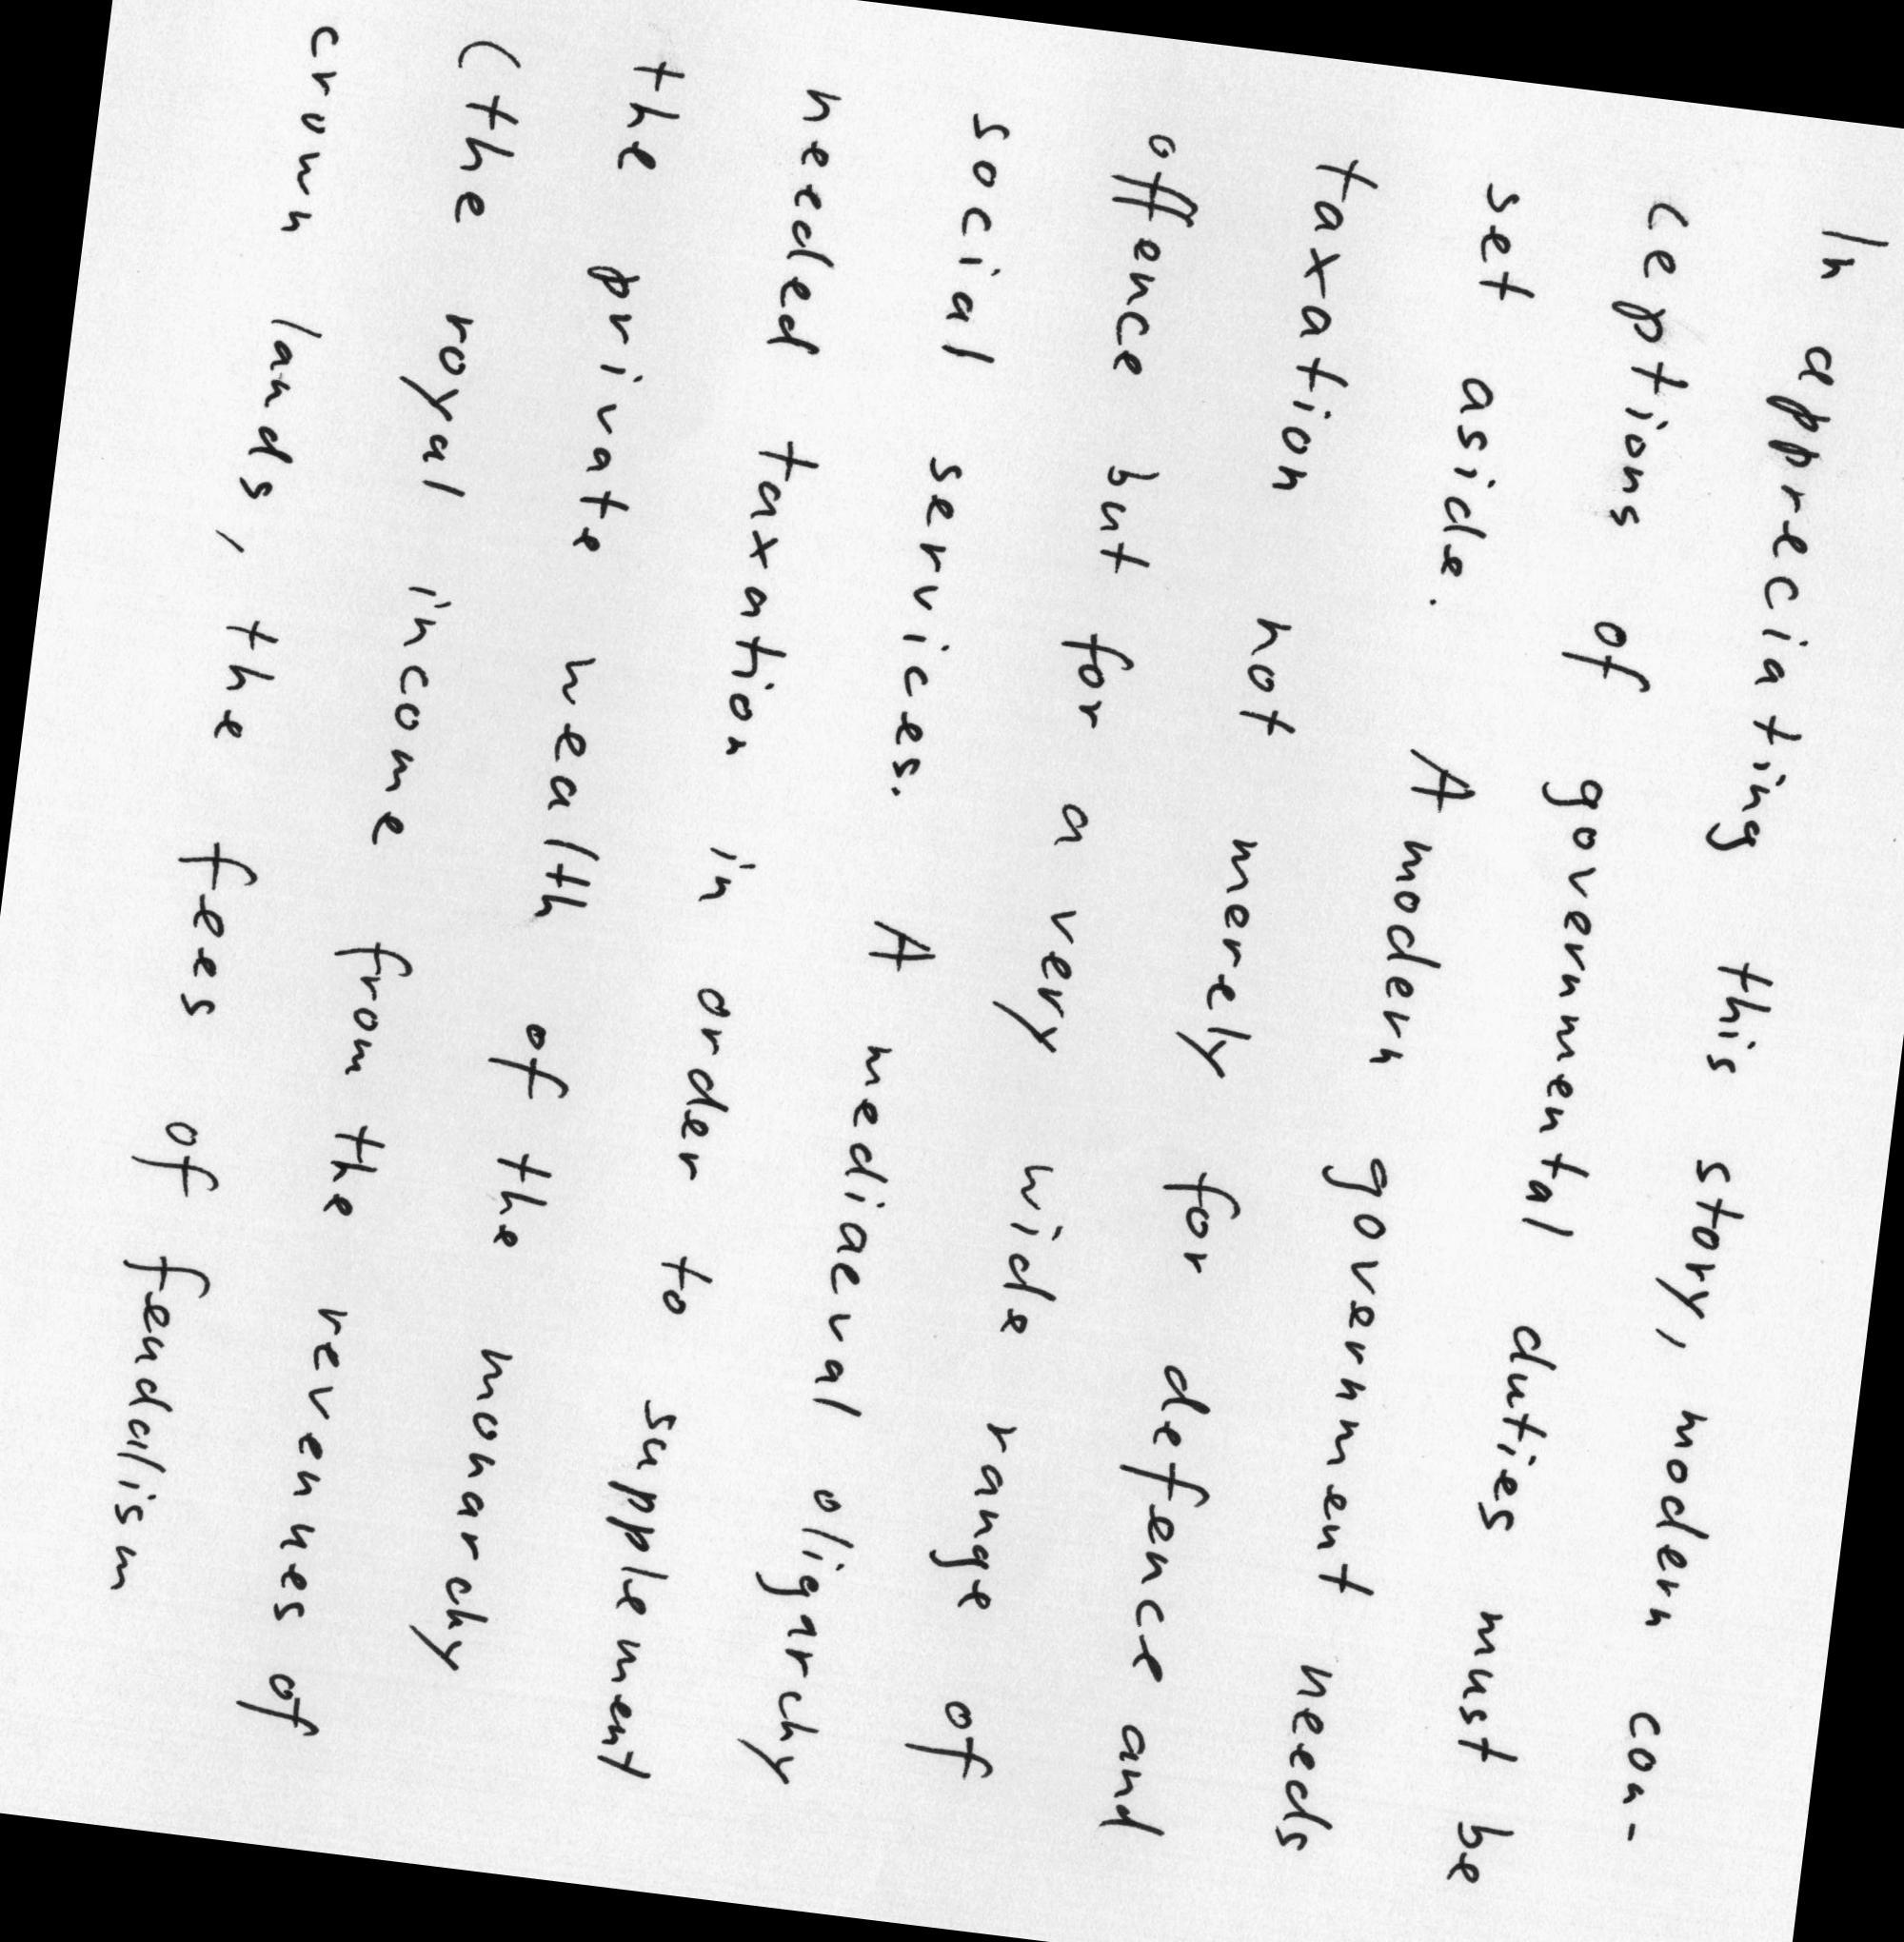 In appreciating this story, modern con-
ceptions of governmental duties must be
set aside. A modern government needs
taxation not merely for defence and
offence but for a very wide range of
social services. A mediaeval oligarchy
needed taxation in order to supplement
the private wealth of the monarchy
(the royal income from the revenues of
crown lands, the fees of feudalism